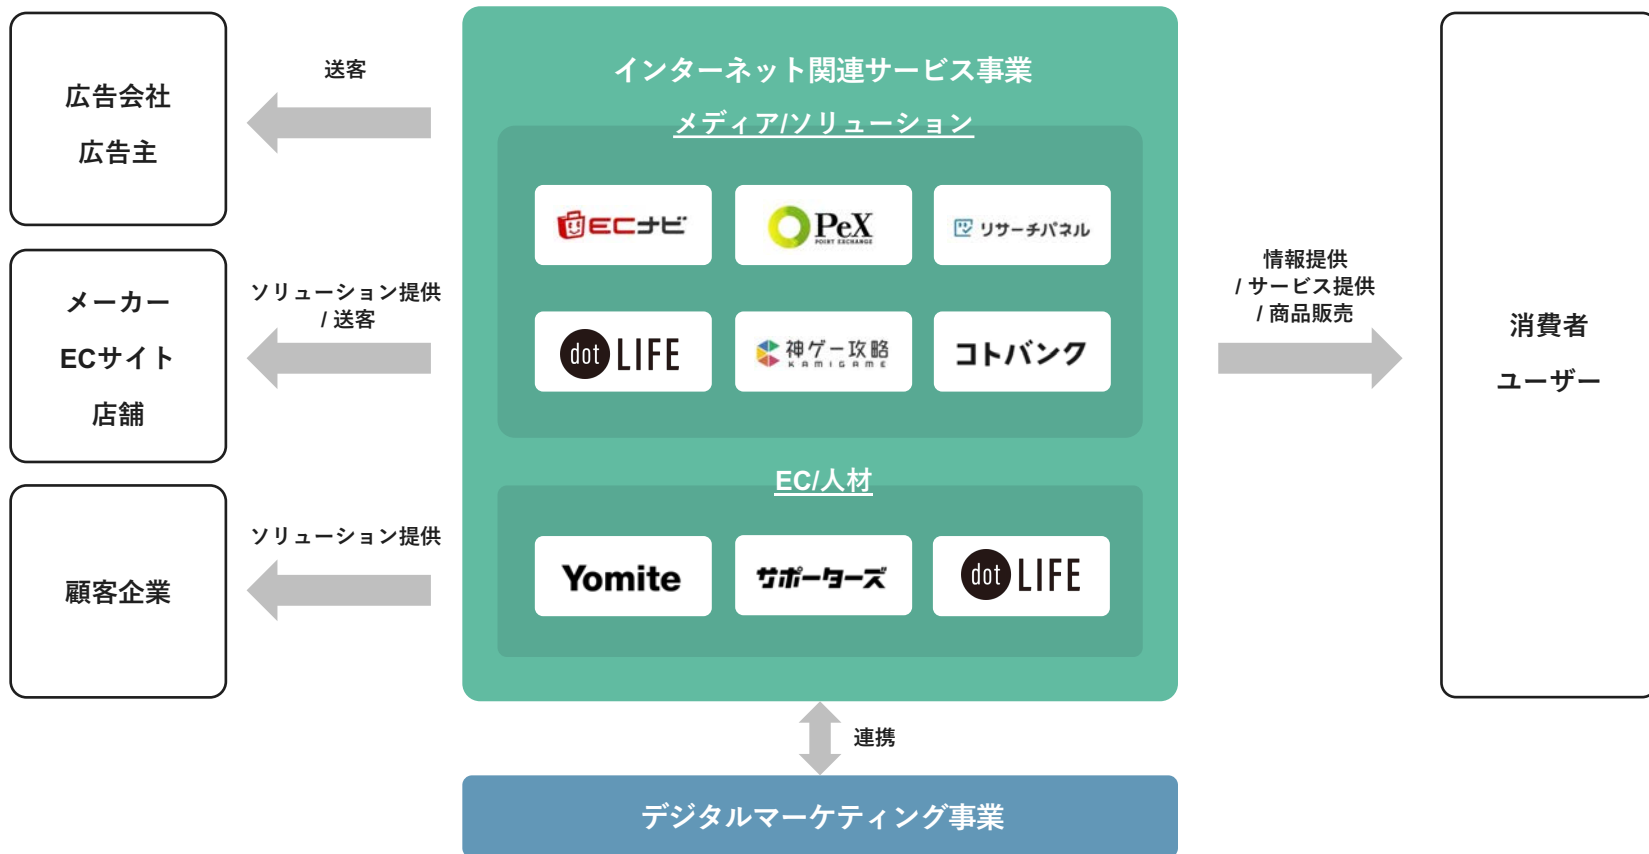 広告会社
広告主
送客
メーカー
ECサイト
店舗
ソリューション提供
/ 送客
顧客企業
ソリューション提供
インターネット関連サービス事業
メディア/ソリューション
ECナビ
PeX
POINT EXCHANGE
リサーチパネル
dot LIFE
神ゲー攻略
KAMIGAME
コトバンク
EC/人材
Yomite
サポーターズ
dot LIFE
情報提供
/ サービス提供
/ 商品販売
消費者
ユーザー
連携
デジタルマーケティング事業